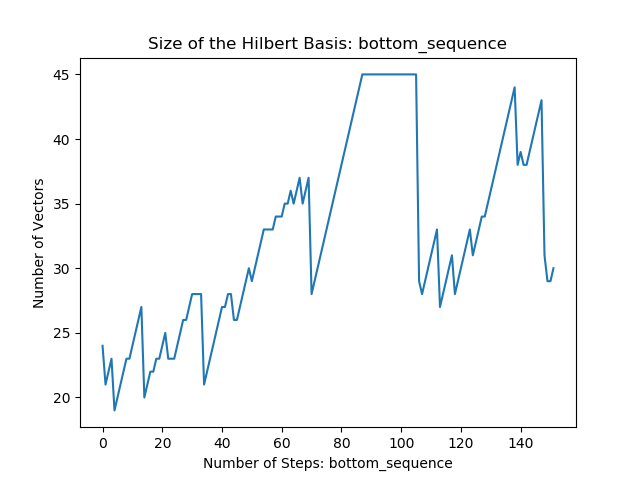 Size of the Hilbert Basis: bottom_sequence
45
40
35
30
25
20
Number of Vectors
0 20 40 60 80 100 120 140
Number of Steps: bottom_sequence